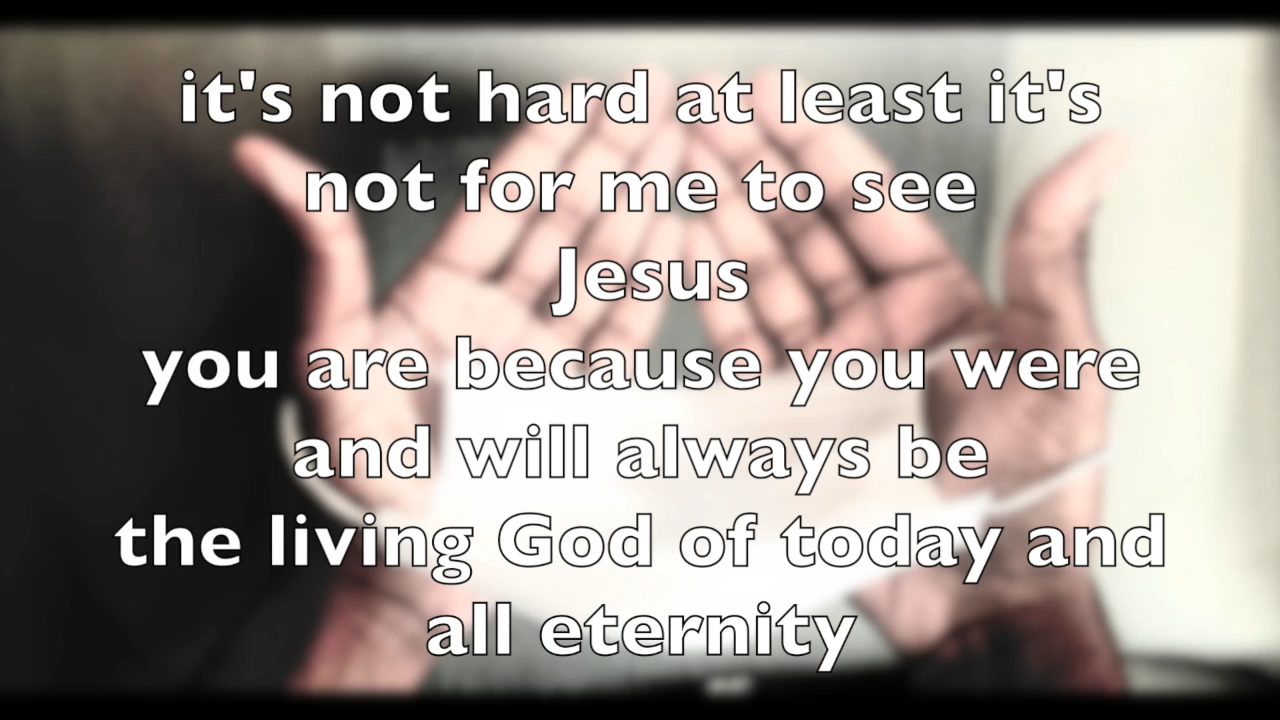 it's not hard at least it's
not for me to see
Jesus
you are because you were
and will always be
the living God of today and
all eternity